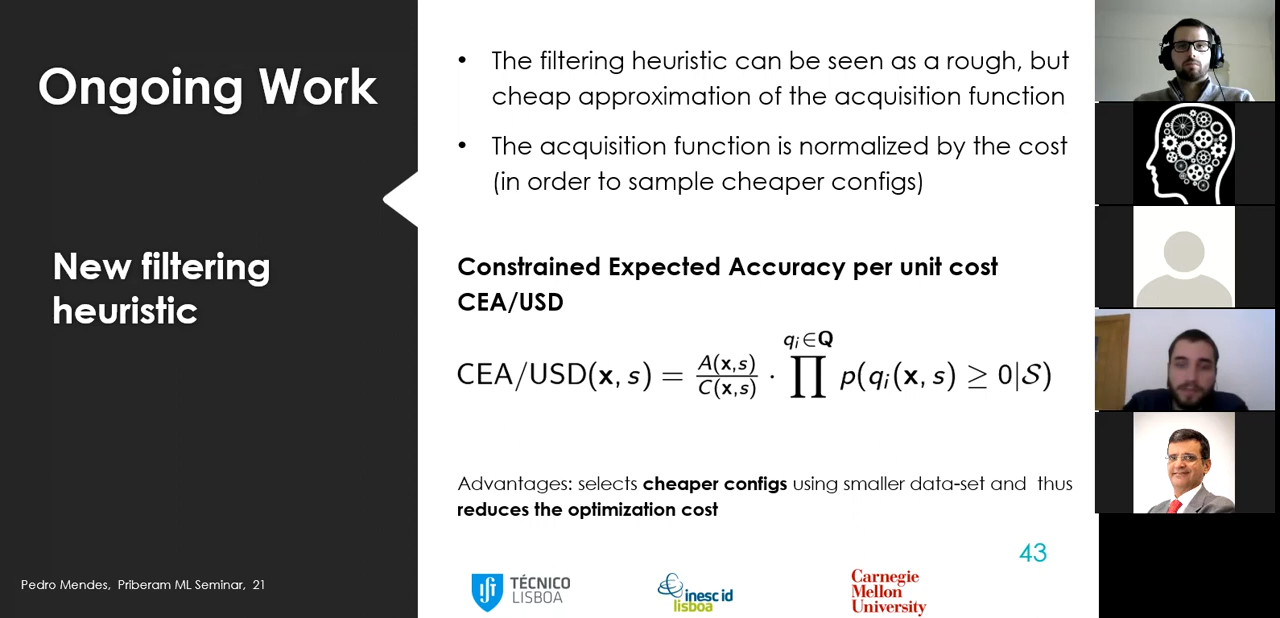 Ongoing Work
New filtering
heuristic
• The filtering heuristic can be seen as a rough, but
cheap approximation of the acquisition function
• The acquisition function is normalized by the cost
(in order to sample cheaper configs)
Constrained Expected Accuracy per unit cost
CEA/USD
CEA/USD(x, s) = A(x,s)/C(x,s) · ∏ qᵢ∈Q p(qᵢ(x, s) ≥ 0|𝒮)
Advantages: selects cheaper configs using smaller data-set and thus
reduces the optimization cost
43
Pedro Mendes, Priberam ML Seminar, 21
TÉCNICO
LISBOA
inesc id
lisboa
Carnegie
Mellon
University